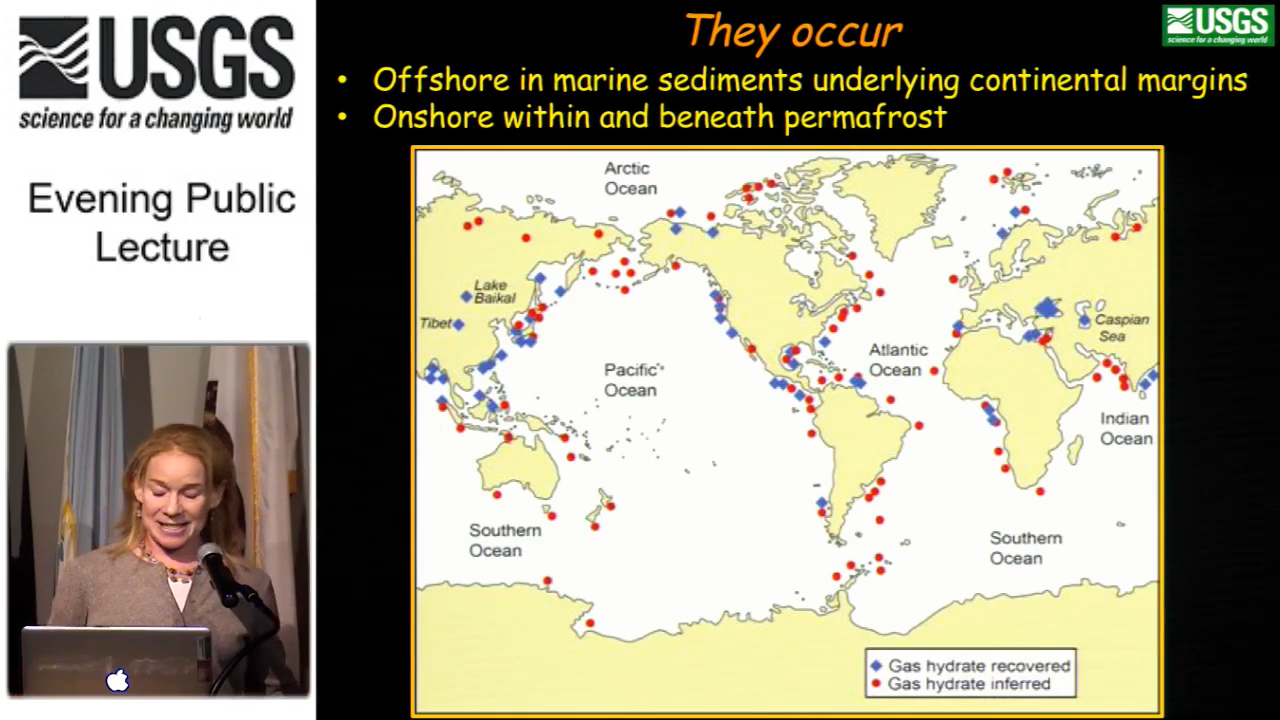 USGS
science for a changing world
Evening Public
Lecture
They occur
USGS
science for a changing world
• Offshore in marine sediments underlying continental margins
• Onshore within and beneath permafrost
Arctic
Ocean
Lake
Baikal
Tibet
Pacific
Ocean
Atlantic
Ocean
Caspian
Sea
Indian
Ocean
Southern
Ocean
Southern
Ocean
Gas hydrate recovered
Gas hydrate inferred